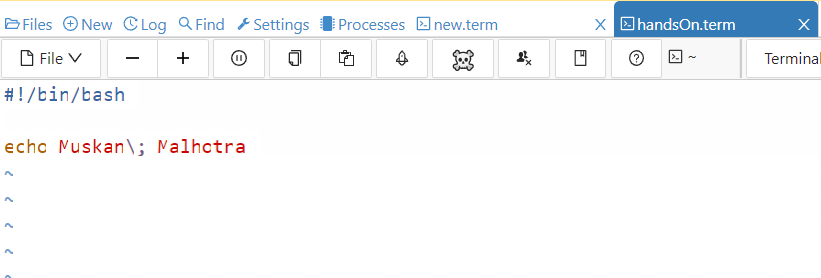 Files New Log Find Settings Processes new.term X handsOn.term X
File ~ Terminal
#!/bin/bash
echo Muskan\; Malhotra
~
~
~
~
~